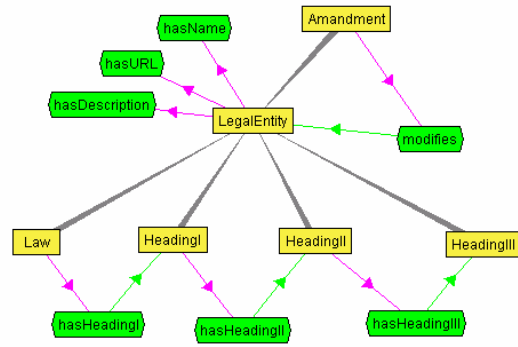 Amandment
hasName
hasURL
hasDescription
LegalEntity
modifies
Law
HeadingI
HeadingII
HeadingIII
hasHeadingI
hasHeadingII
hasHeadingIII